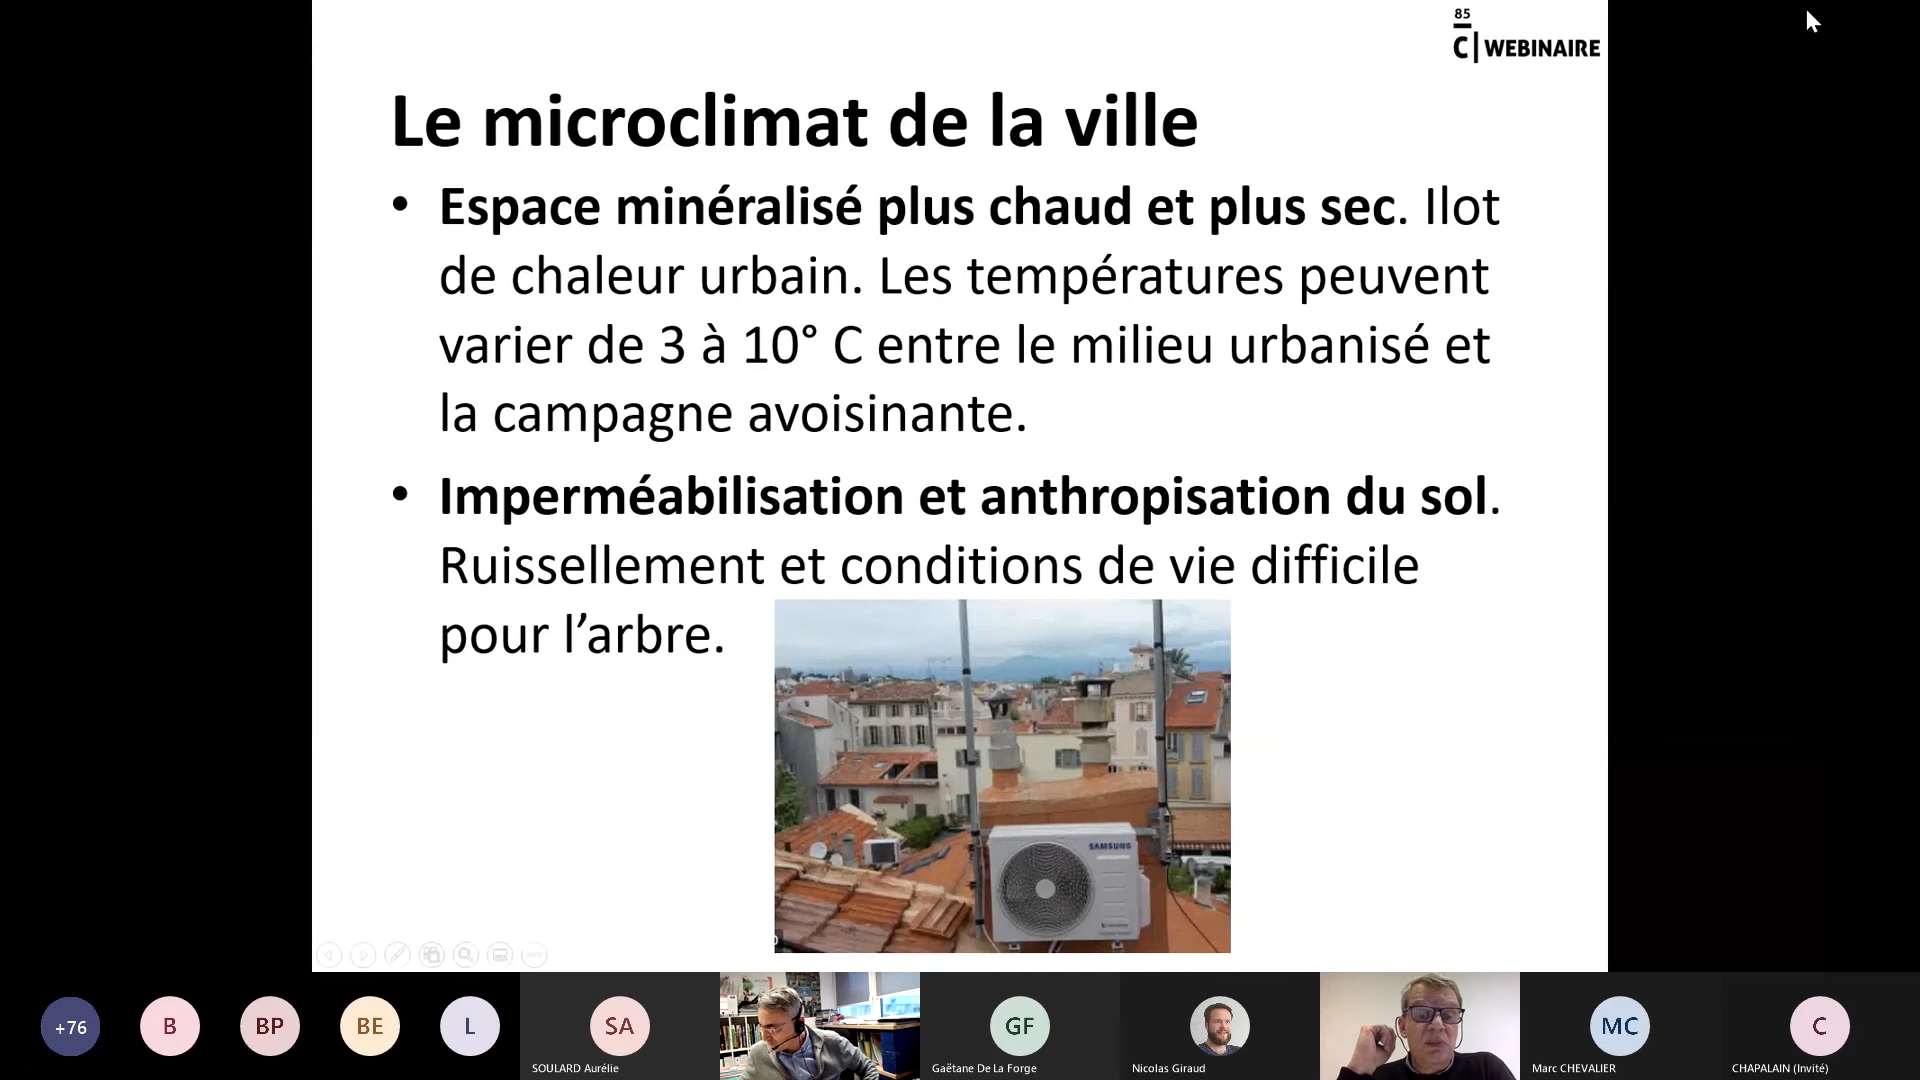 85
C| WEBINAIRE
Le microclimat de la ville
• Espace minéralisé plus chaud et plus sec. Ilot
de chaleur urbain. Les températures peuvent
varier de 3 à 10° C entre le milieu urbanisé et
la campagne avoisinante.
• Imperméabilisation et anthropisation du sol.
Ruissellement et conditions de vie difficile
pour l’arbre.
SAMSUNG
+76
B
BP
BE
L
SA
SOULARD Aurélie
GF
Gaëtane De La Forge
Nicolas Giraud
MC
Marc CHEVALIER
C
CHAPALAIN (Invité)